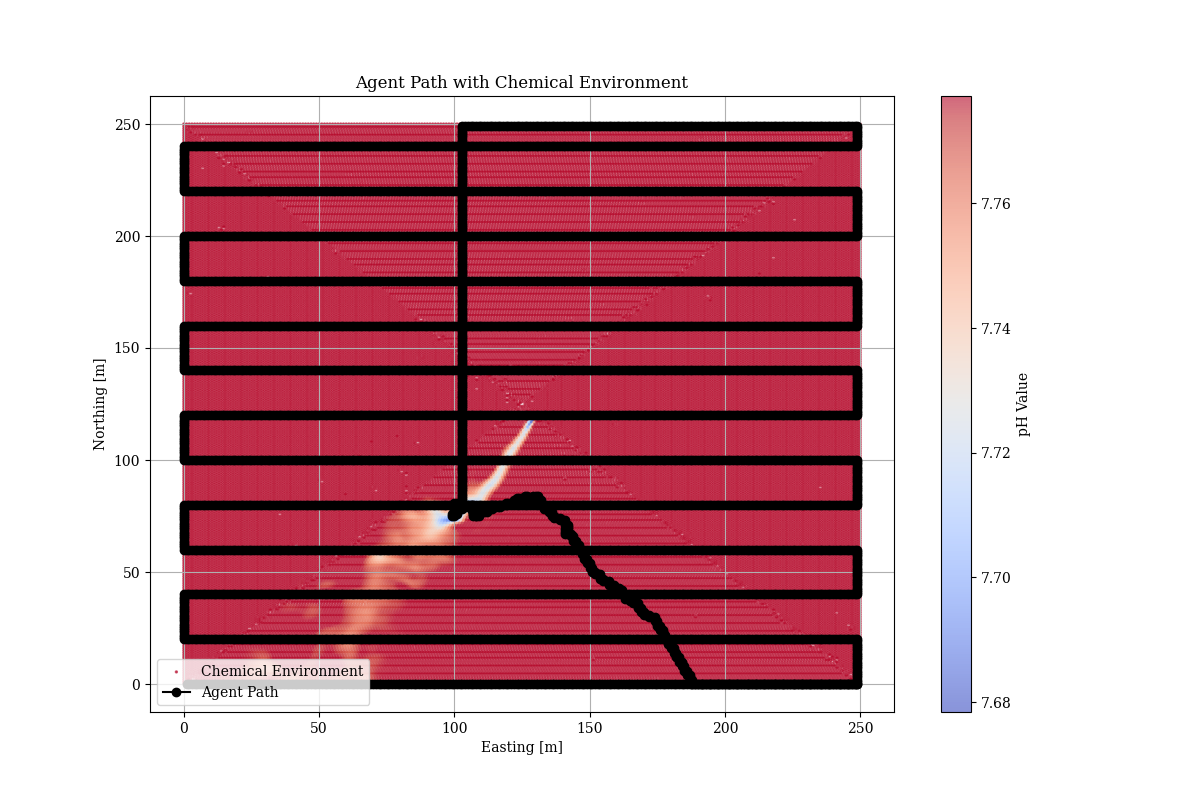 Agent Path with Chemical Environment
250
200
150
100
50
0
Northing [m]
0
50
100
150
200
250
Easting [m]
Chemical Environment
Agent Path
7.76
7.74
7.72
7.70
7.68
pH Value